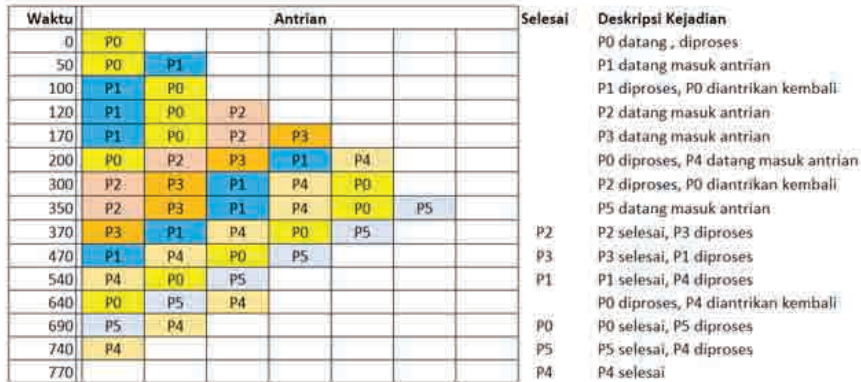 Waktu Antrian Selesai Deskripsi Kejadian
0 P0 P0 datang , diproses
50 P0 P1 P1 datang masuk antrian
100 P1 P0 P1 diproses, P0 diantrikan kembali
120 P1 P0 P2 P2 datang masuk antrian
170 P1 P0 P2 P3 P3 datang masuk antrian
200 P0 P2 P3 P1 P4 P0 diproses, P4 datang masuk antrian
300 P2 P3 P1 P4 P0 P2 diproses, P0 diantrikan kembali
350 P2 P3 P1 P4 P0 P5 P5 datang masuk antrian
370 P3 P1 P4 P0 P5 P2 P2 selesai, P3 diproses
470 P1 P4 P0 P5 P3 P3 selesai, P1 diproses
540 P4 P0 P5 P1 P1 selesai, P4 diproses
640 P0 P5 P4 P0 diproses, P4 diantrikan kembali
690 P5 P4 P0 P0 selesai, P5 diproses
740 P4 P5 P5 selesai, P4 diproses
770 P4 P4 selesai